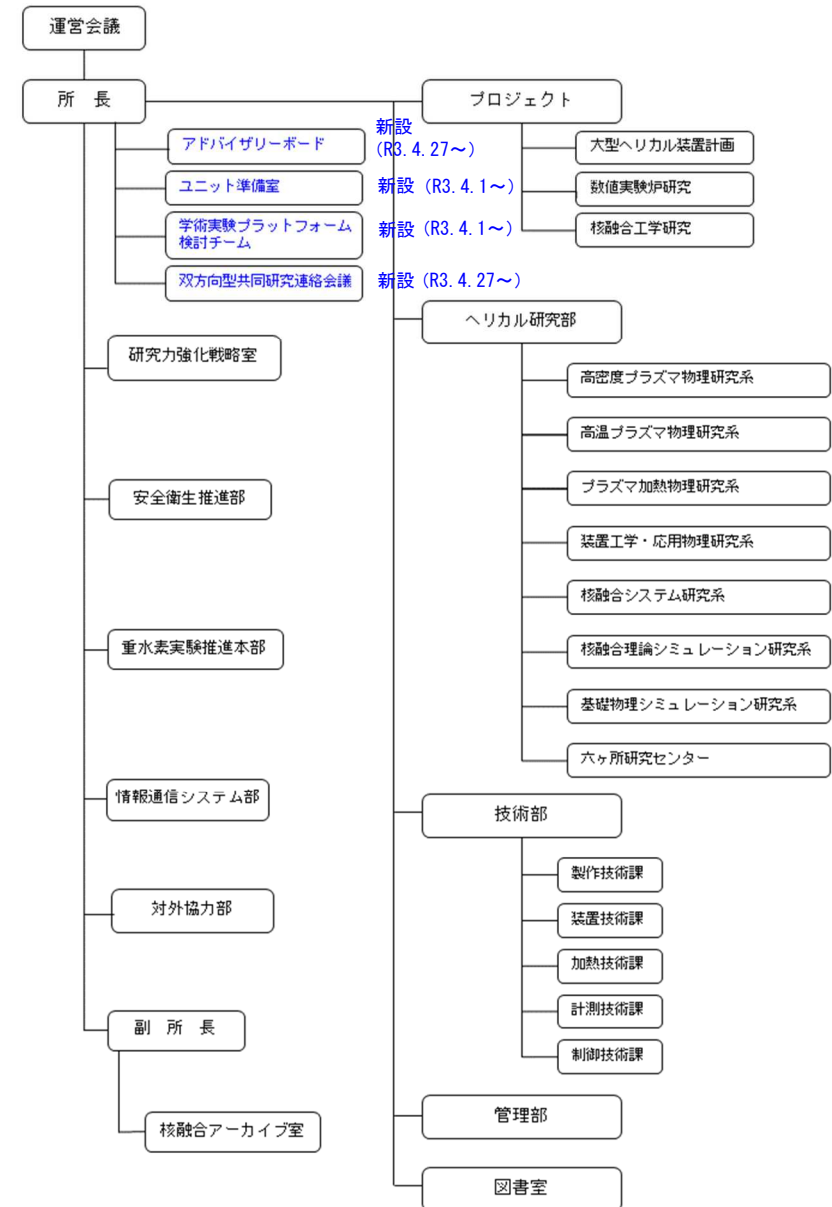 運営会議
所　長
アドバイザリーボード
新設
(R3.4.27～)
ユニット準備室
新設 (R3.4.1～)
学術実験プラットフォーム
検討チーム
新設 (R3.4.1～)
双方向型共同研究連絡会議
新設 (R3.4.27～)
研究力強化戦略室
安全衛生推進部
重水素実験推進本部
情報通信システム部
対外協力部
副　所　長
核融合アーカイブ室
プロジェクト
大型ヘリカル装置計画
数値実験炉研究
核融合工学研究
ヘリカル研究部
高密度プラズマ物理研究系
高温プラズマ物理研究系
プラズマ加熱物理研究系
装置工学・応用物理研究系
核融合システム研究系
核融合理論シミュレーション研究系
基礎物理シミュレーション研究系
六ヶ所研究センター
技術部
製作技術課
装置技術課
加熱技術課
計測技術課
制御技術課
管理部
図書室